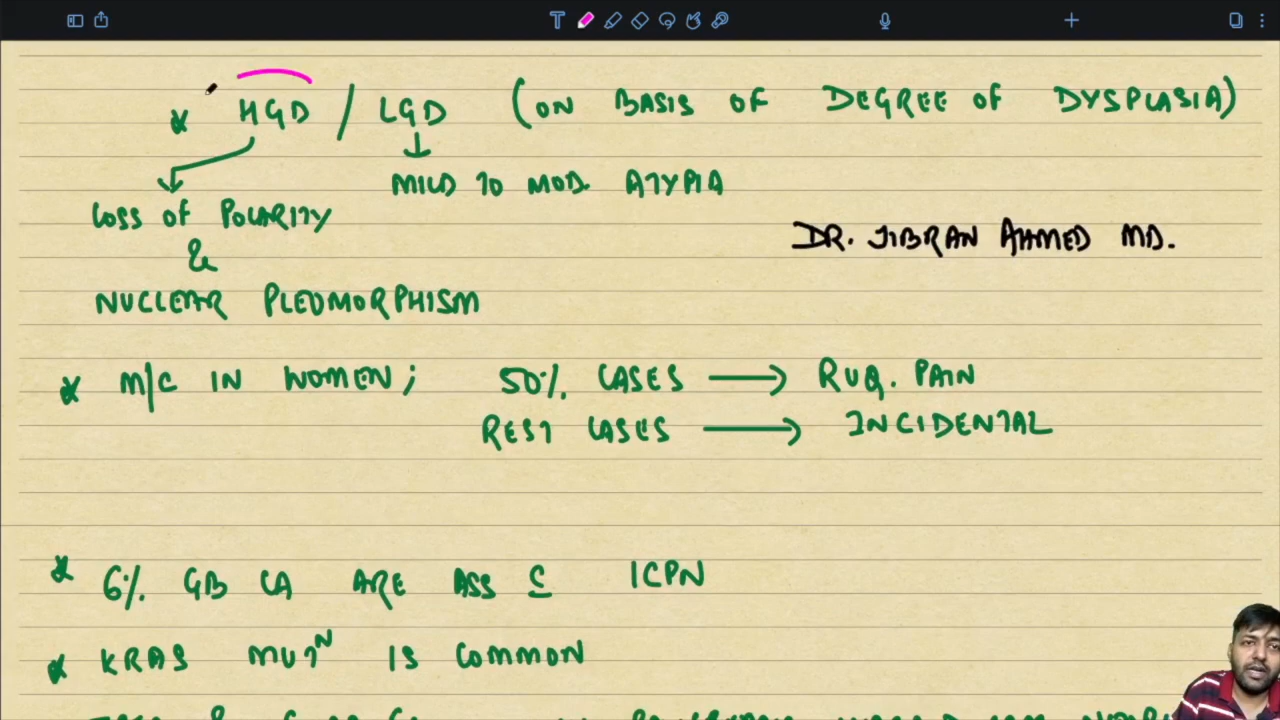 * HGD / LGD (ON BASIS OF DEGREE OF DYSPLASIA)
MILD TO MOD. ATYPIA
LOSS OF POLARITY
&
NUCLEAR PLEOMORPHISM
DR. JIBRAN AHMED MD.
* M/C IN WOMEN; 50% CASES → RUQ. PAIN
REST CASES → INCIDENTAL
* 6% GB CA ARE ASS C̲ ICPN
* KRAS MUTᴺ IS COMMON